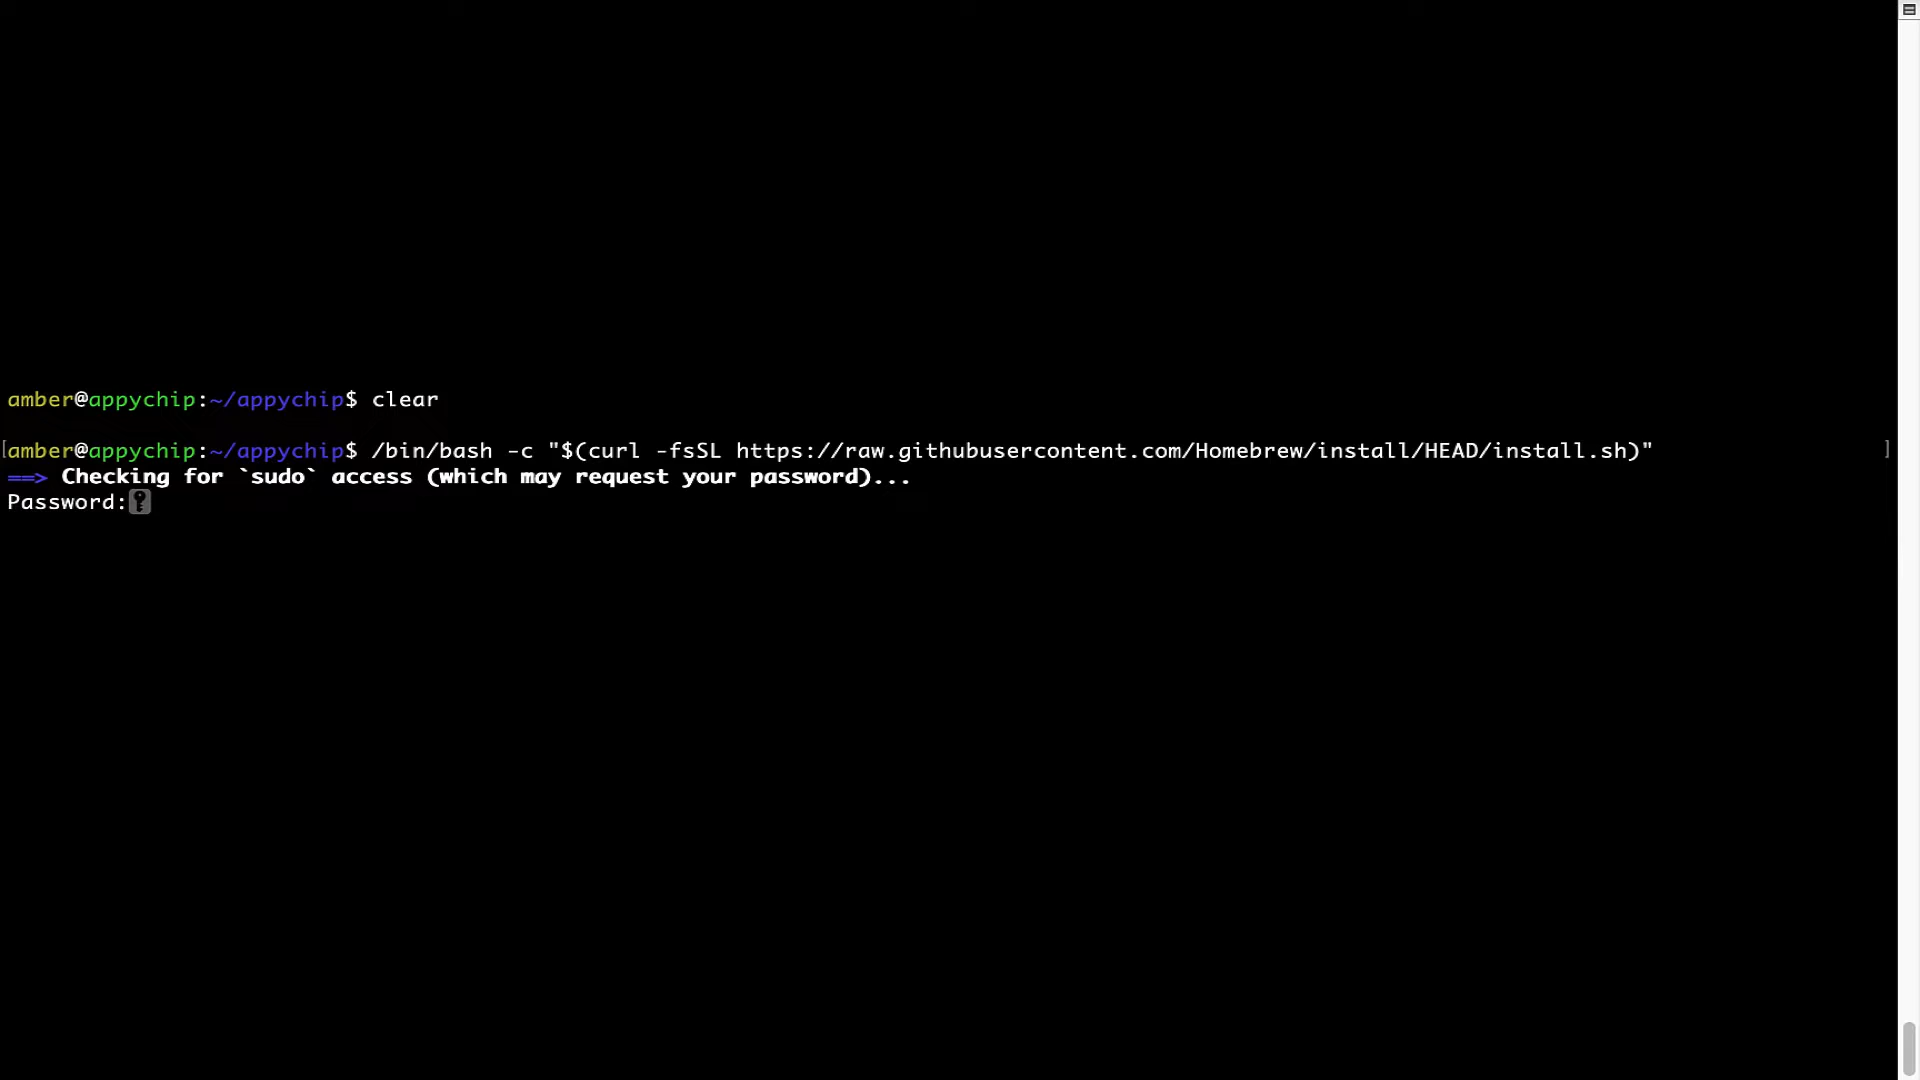 amber@appychip:~/appychip$ clear
[amber@appychip:~/appychip$ /bin/bash -c "$(curl -fsSL https://raw.githubusercontent.com/Homebrew/install/HEAD/install.sh)" ]
==> Checking for `sudo` access (which may request your password)...
Password: